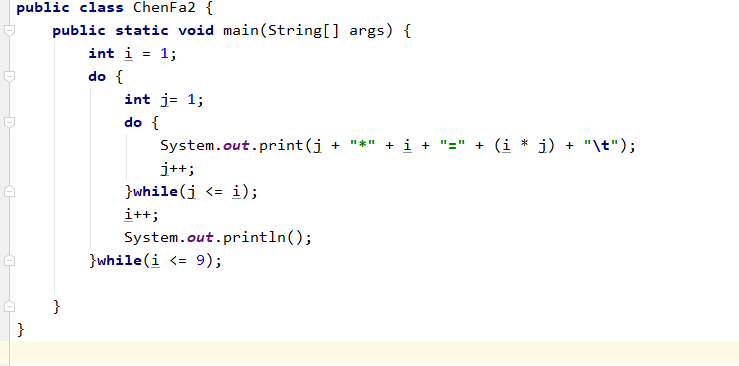 public class ChenFa2 {
    public static void main(String[] args) {
        int i = 1;
        do {
            int j= 1;
            do {
                System.out.print(j + "*" + i + "=" + (i * j) + "\t");
                j++;
            }while(j <= i);
            i++;
            System.out.println();
        }while(i <= 9);
    }
}